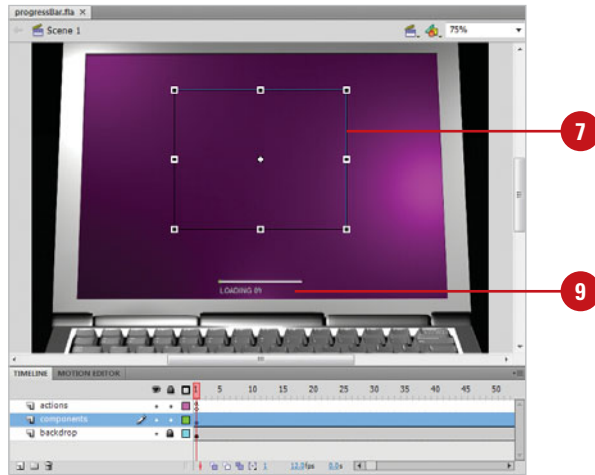 progressBar.fla ×
Scene 1
75%
7
LOADING 0%
9
TIMELINE MOTION EDITOR
1 5 10 15 20 25 30 35 40 45 50
actions
components
backdrop
1 12.0fps 0.0s